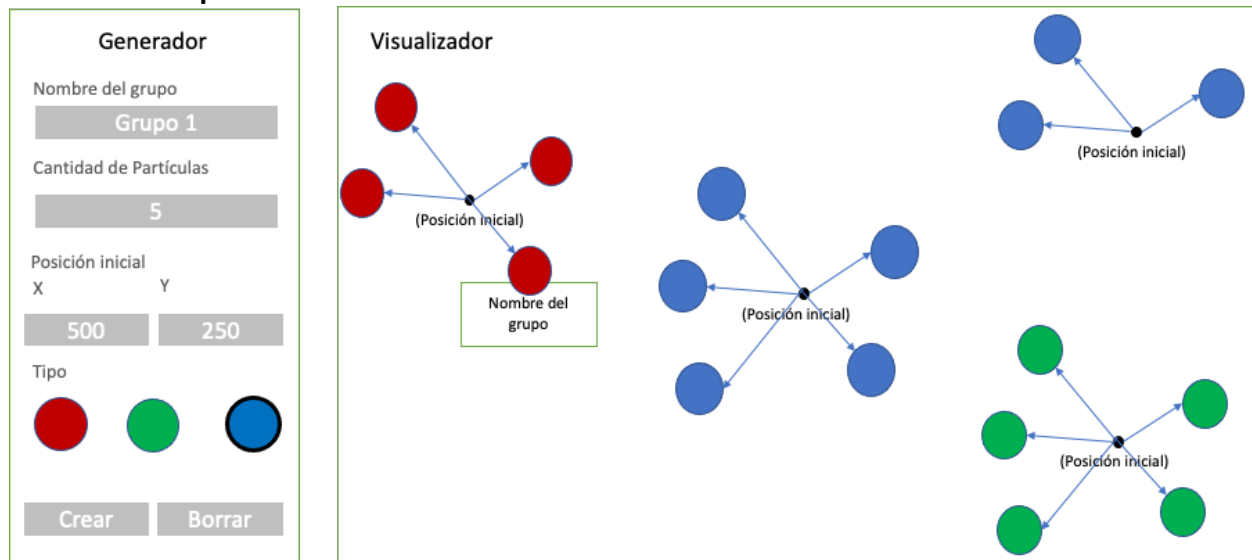 Generador
Nombre del grupo
Grupo 1
Cantidad de Partículas
5
Posición inicial
X
Y
500
250
Tipo
Crear
Borrar
Visualizador
(Posición inicial)
Nombre del
grupo
(Posición inicial)
(Posición inicial)
(Posición inicial)